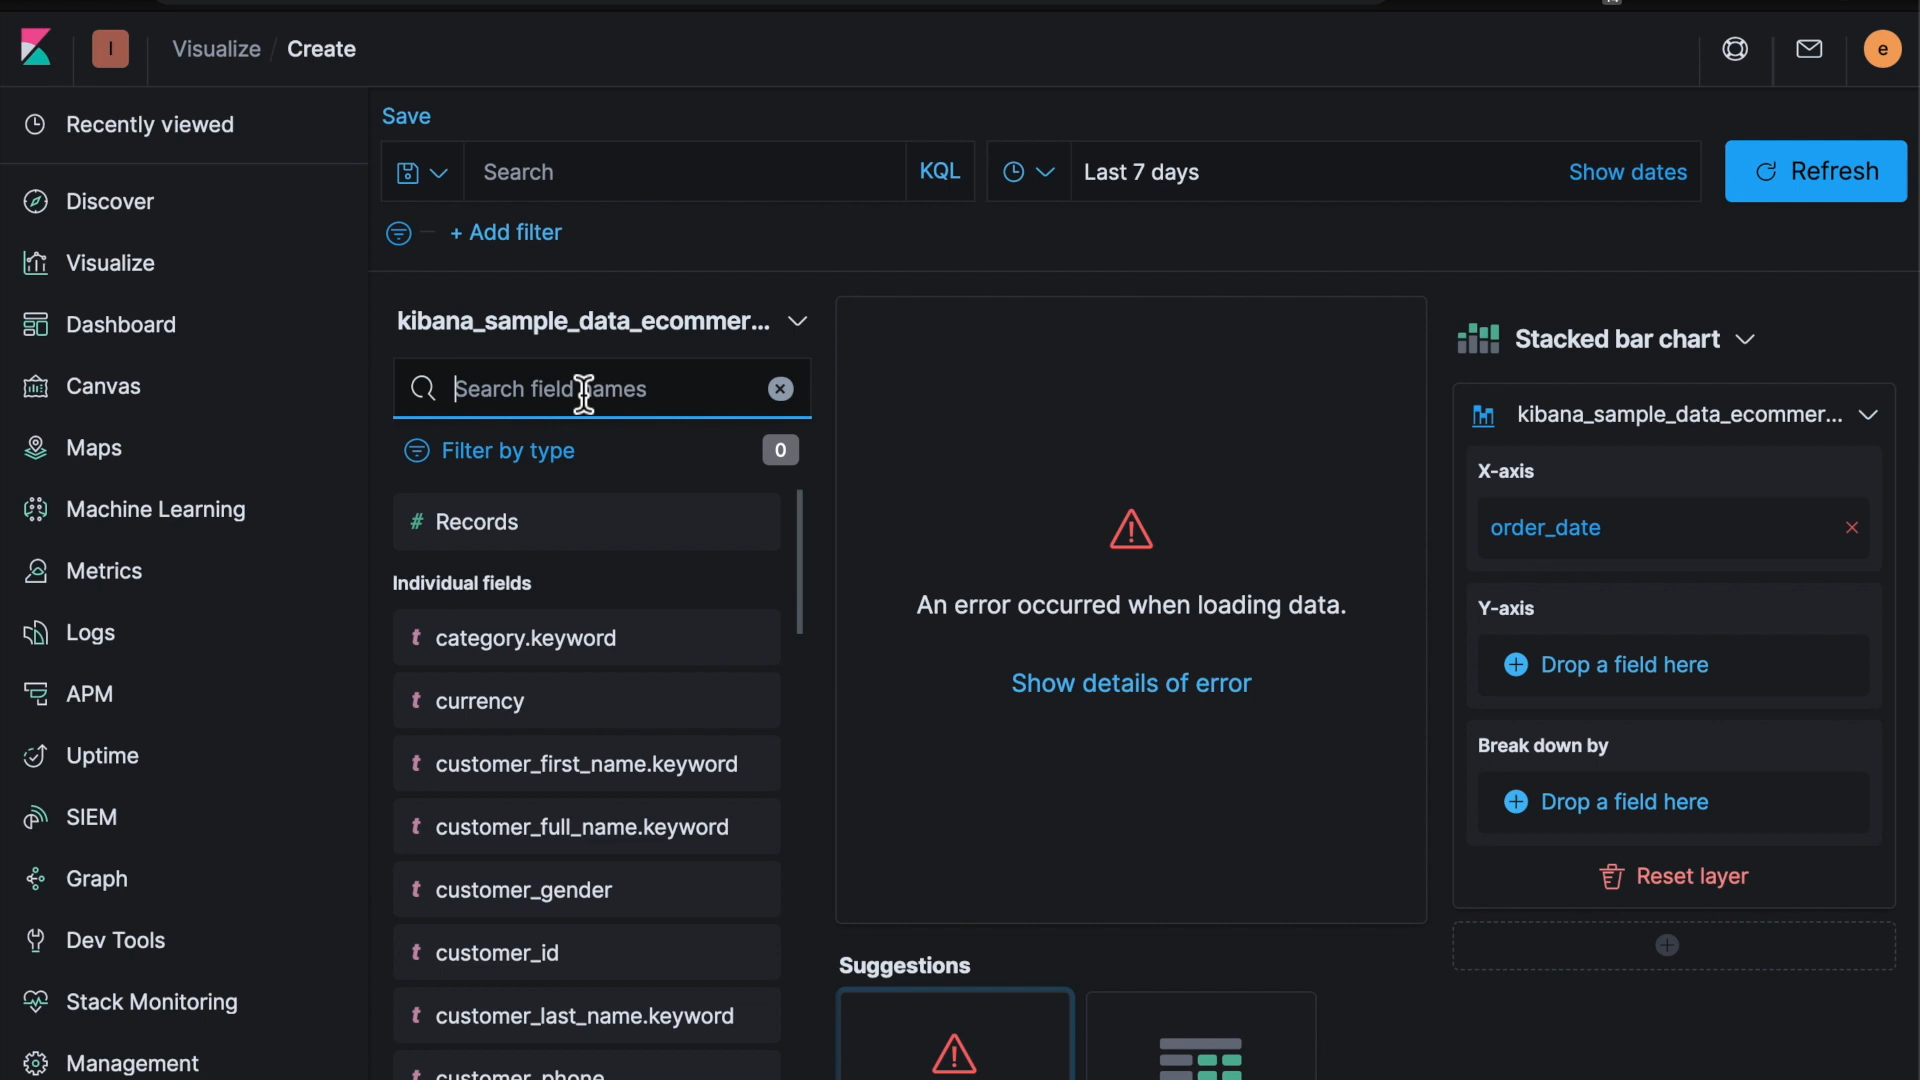 I
Visualize / Create
e
Recently viewed
Discover
Visualize
Dashboard
Canvas
Maps
Machine Learning
Metrics
Logs
APM
Uptime
SIEM
Graph
Dev Tools
Stack Monitoring
Management
Save
Search
KQL
Last 7 days
Show dates
Refresh
+ Add filter
kibana_sample_data_ecommer...
Search field names
Filter by type
0
# Records
Individual fields
t category.keyword
t currency
t customer_first_name.keyword
t customer_full_name.keyword
t customer_gender
t customer_id
t customer_last_name.keyword
t customer_phone
An error occurred when loading data.
Show details of error
Suggestions
Stacked bar chart
kibana_sample_data_ecommer...
X-axis
order_date
Y-axis
Drop a field here
Break down by
Drop a field here
Reset layer